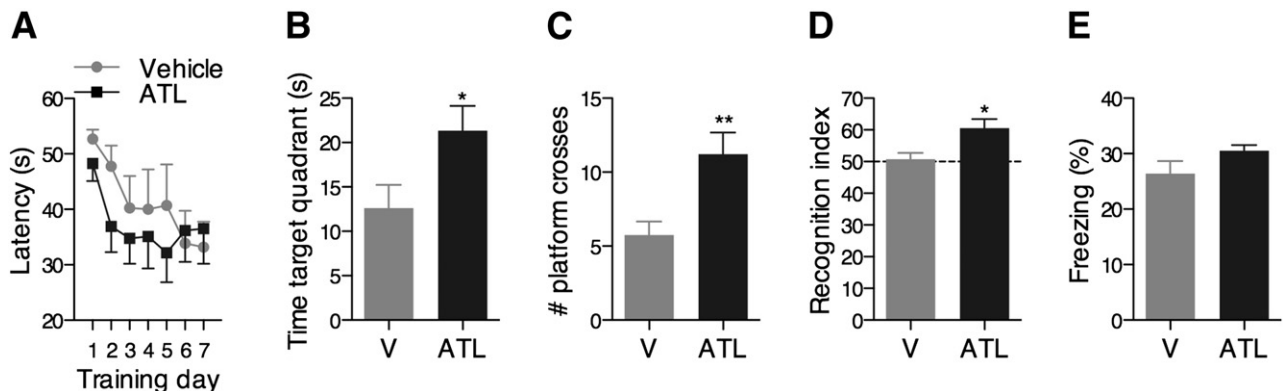 A
Vehicle
ATL
Latency (s)
60
50
40
30
20
1 2 3 4 5 6 7
Training day
B
Time target quadrant (s)
25
20
15
10
5
0
*
V ATL
C
# platform crosses
15
10
5
0
**
V ATL
D
Recognition index
70
60
50
40
30
20
10
0
*
V ATL
E
Freezing (%)
40
30
20
10
0
V ATL